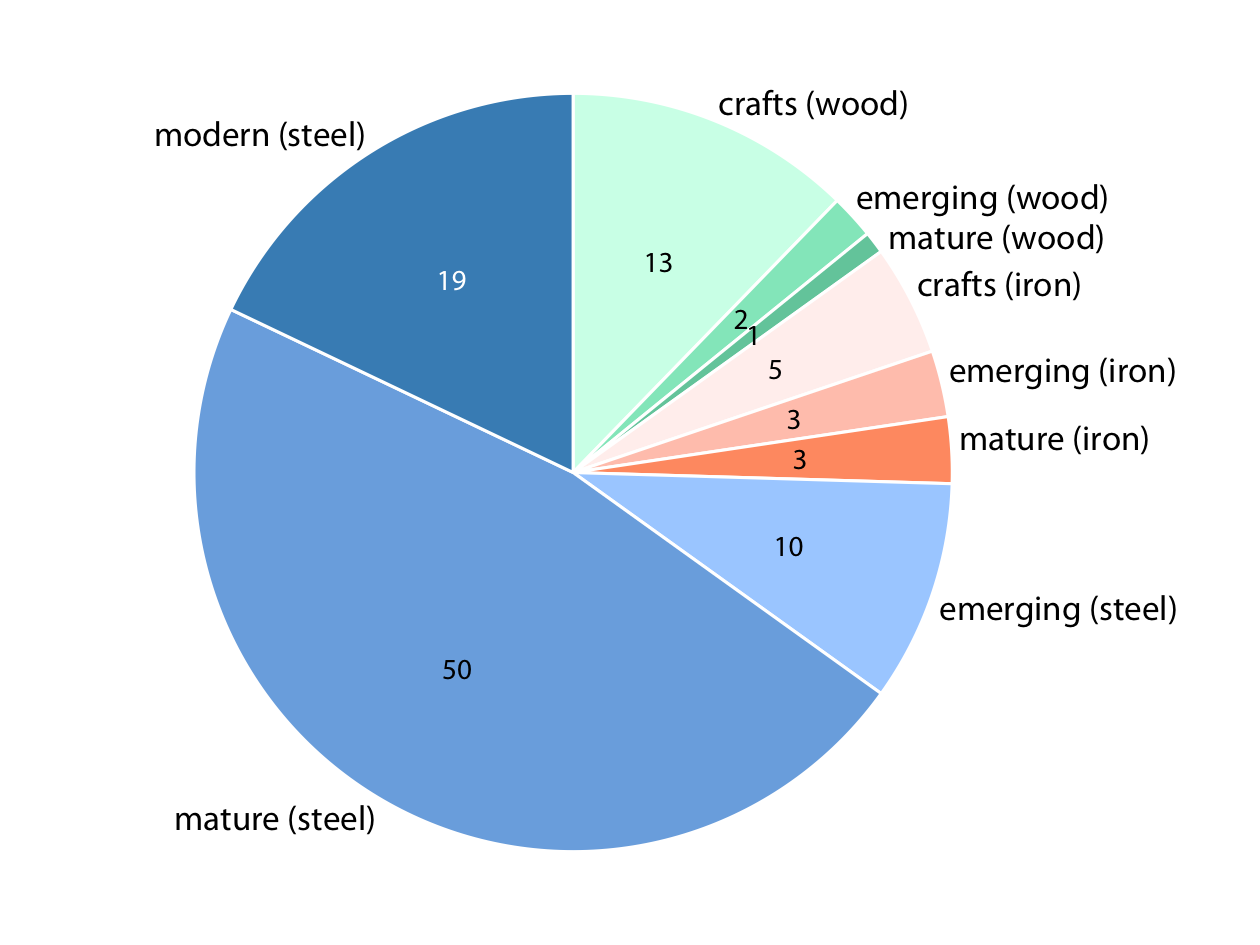 crafts (wood)
modern (steel)
emerging (wood)
mature (wood)
13
19
crafts (iron)
2
1
5
emerging (iron)
3
mature (iron)
3
10
emerging (steel)
50
mature (steel)